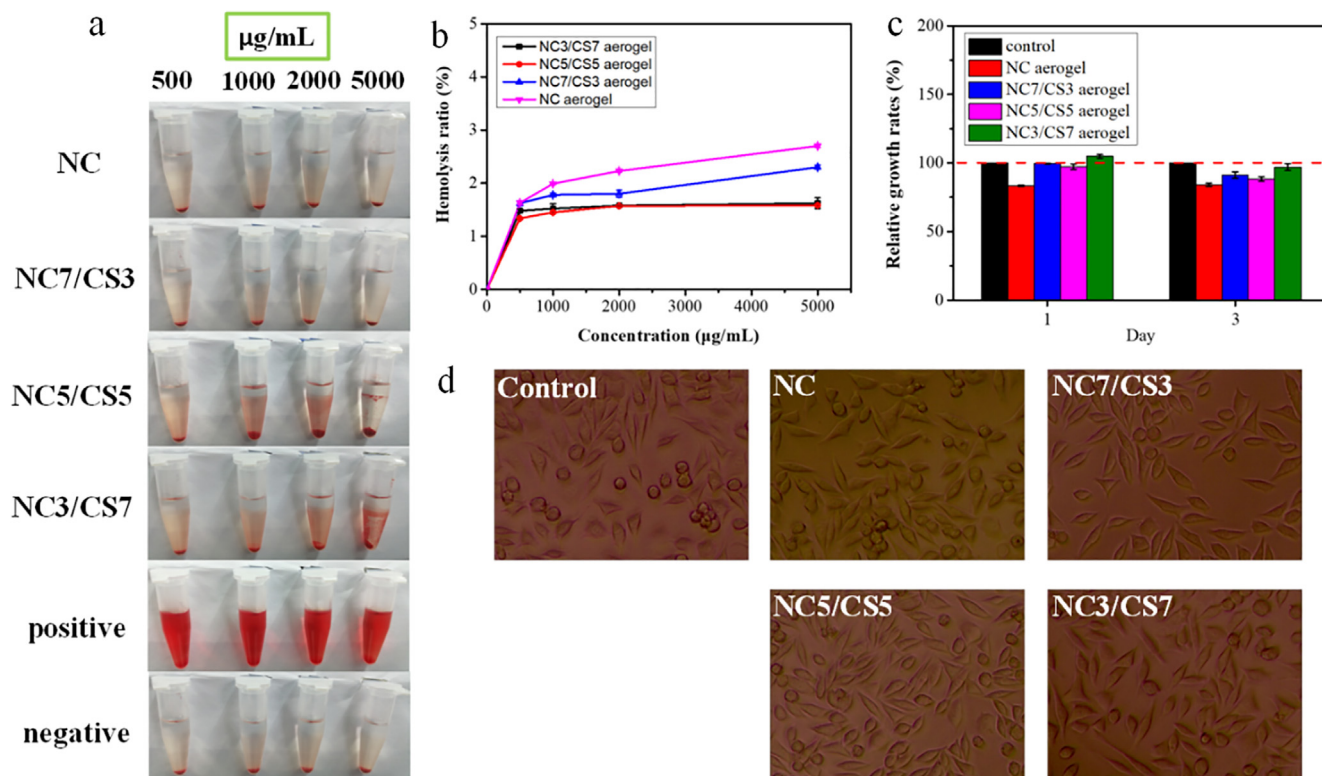 a
µg/mL
500 1000 2000 5000
NC
NC7/CS3
NC5/CS5
NC3/CS7
positive
negative
b
5
4
3
2
1
0
Hemolysis ratio (%)
NC3/CS7 aerogel
NC5/CS5 aerogel
NC7/CS3 aerogel
NC aerogel
0 1000 2000 3000 4000 5000
Concentration (µg/mL)
c
200
150
100
50
0
Relative growth rates (%)
control
NC aerogel
NC7/CS3 aerogel
NC5/CS5 aerogel
NC3/CS7 aerogel
1 3
Day
d
Control
NC
NC7/CS3
NC5/CS5
NC3/CS7